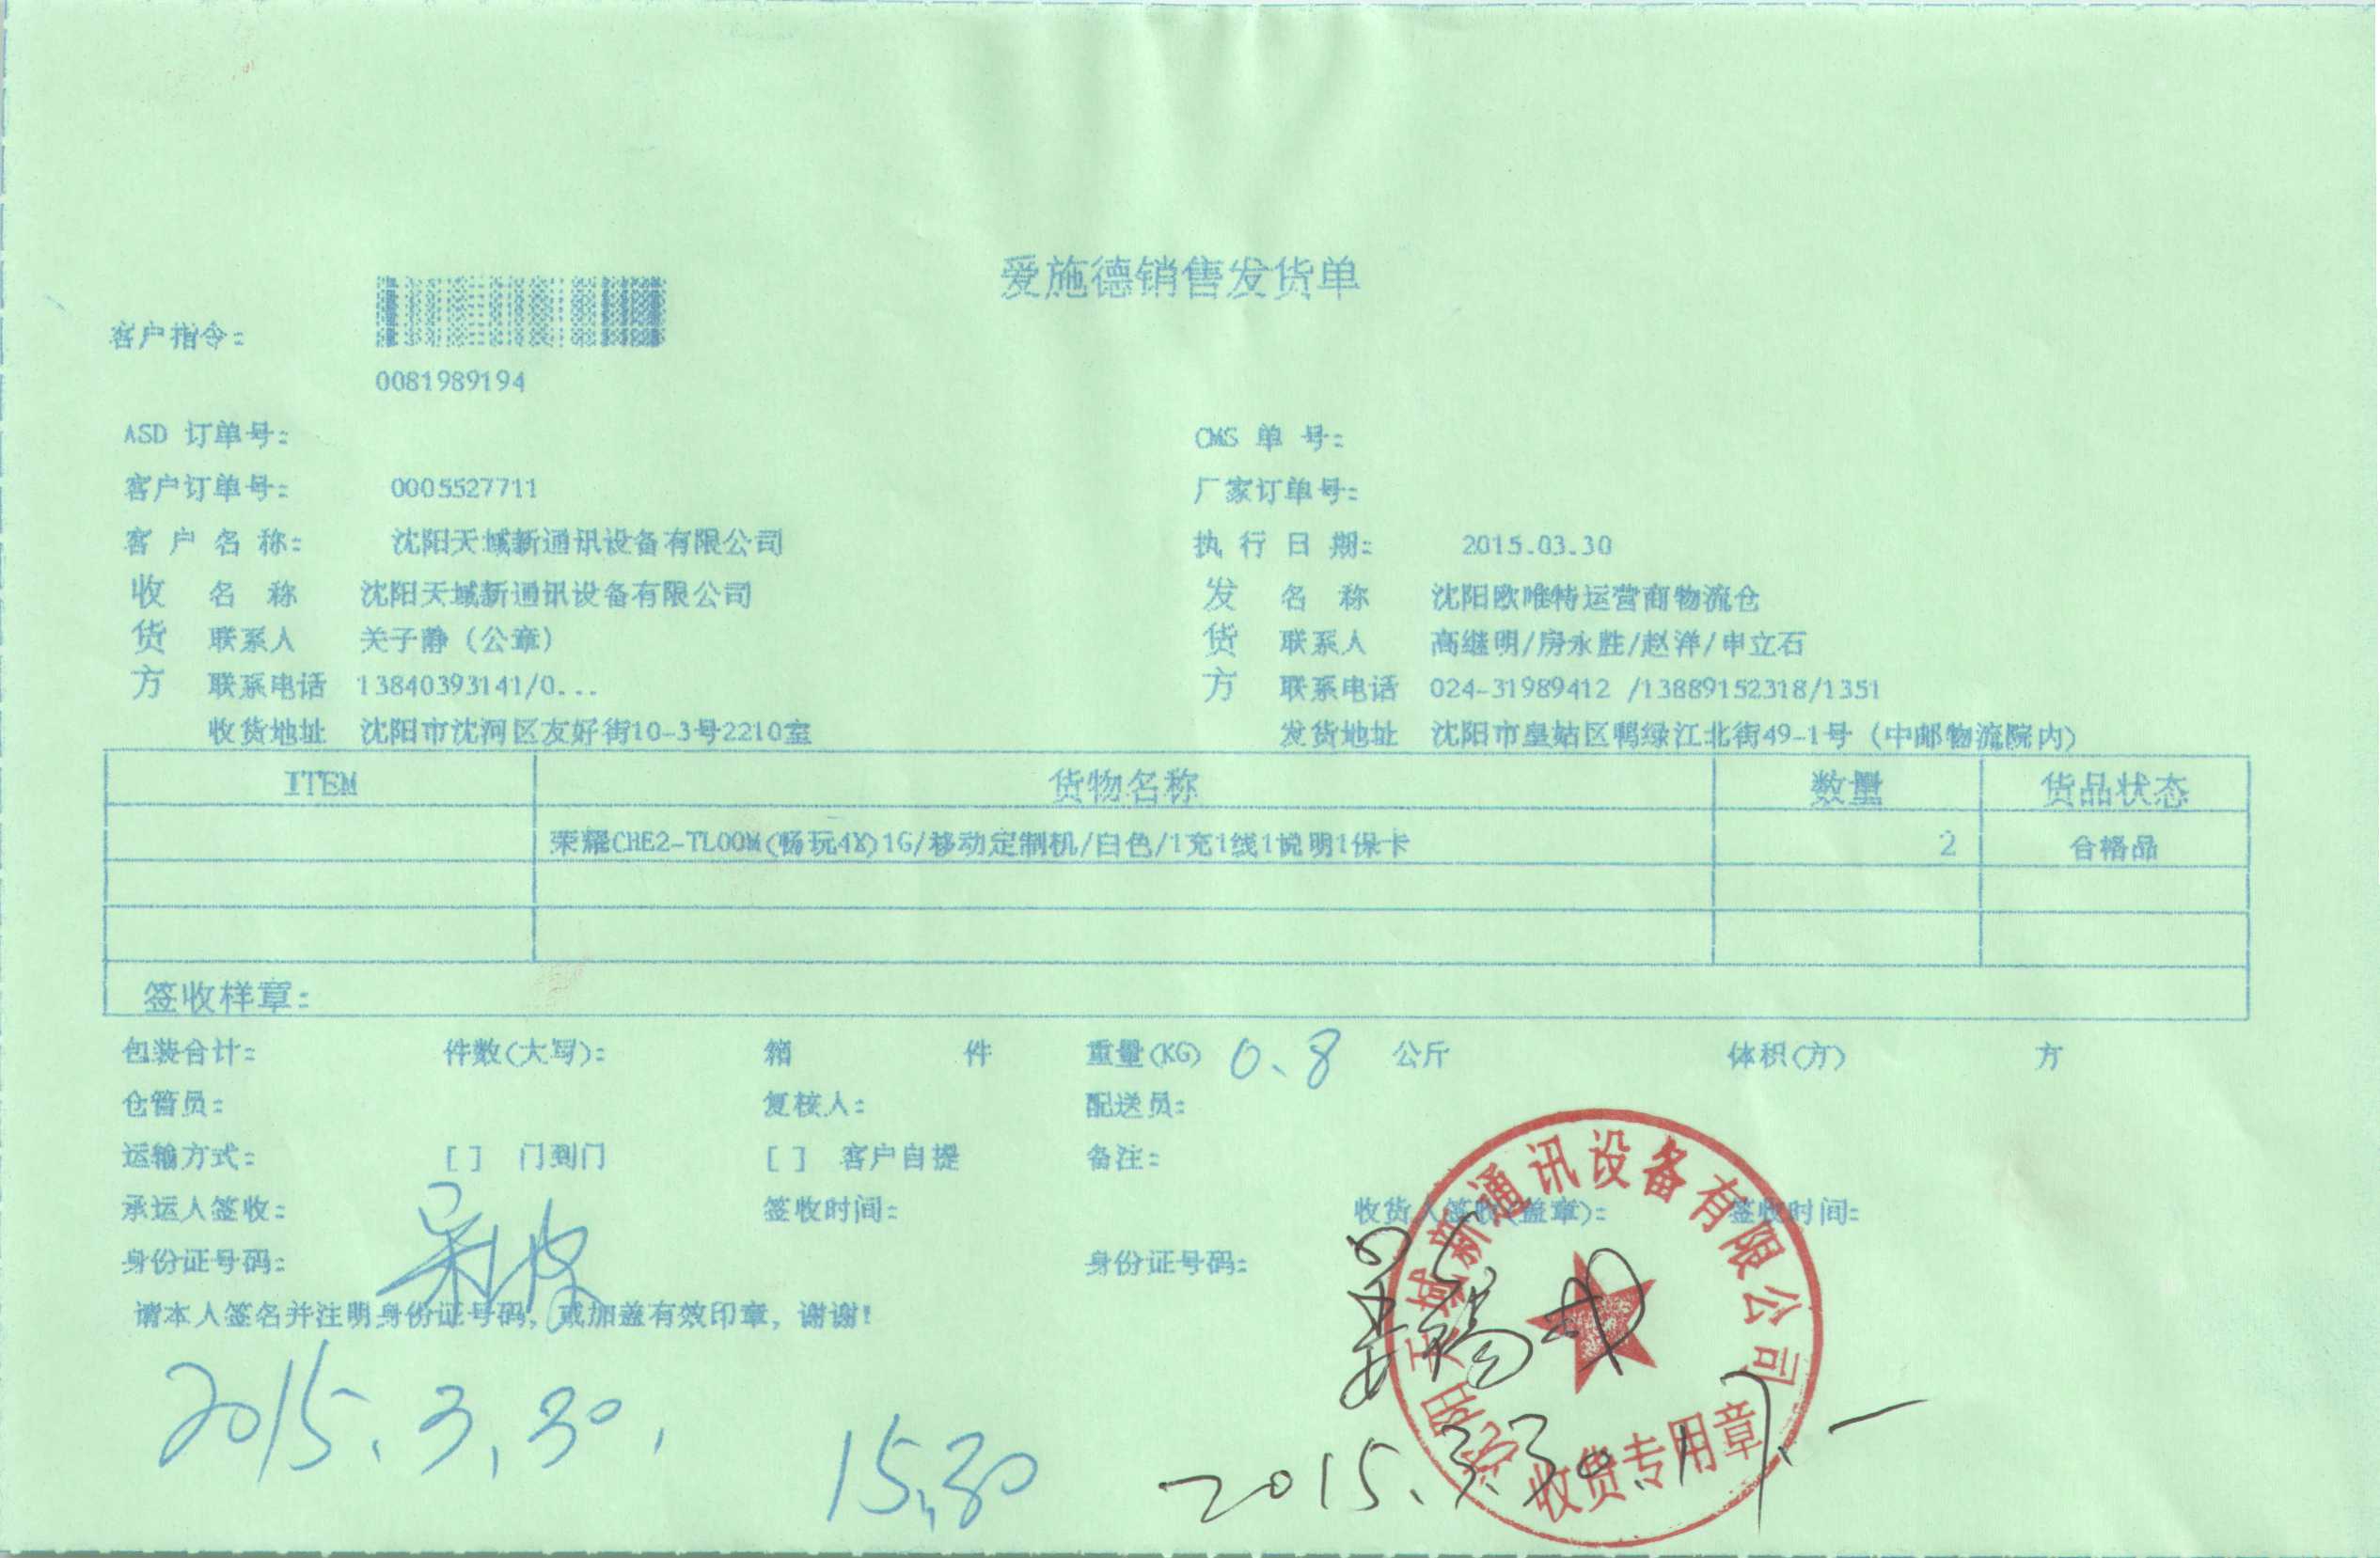 爱施德销售发货单
客户指令:
0081989194
ASD 订单号: CMS 单 号:
客户订单号: 0005527711 厂家订单号:
客 户 名 称: 沈阳天域新通讯设备有限公司 执 行 日 期: 2015.03.30
收 名 称 沈阳天域新通讯设备有限公司 发 名 称 沈阳欧唯特运营商物流仓
货 联系人 关子静（公章） 货 联系人 高继明/房永胜/赵洋/申立石
方 联系电话 13840393141/0... 方 联系电话 024-31989412 /13889152318/1351
收货地址 沈阳市沈河区友好街10-3号2210室 发货地址 沈阳市皇姑区鸭绿江北街49-1号（中邮物流院内）
ITEM 货物名称 数量 货品状态
荣耀CHE2-TL00M(畅玩4X)1G/移动定制机/白色/1充1线1说明1保卡 2 合格品
签收样章:
包装合计: 件数(大写): 箱 件 重量(KG) 0.8 公斤 体积(方) 方
仓管员: 复核人: 配送员:
运输方式: [ ] 门到门 [ ] 客户自提 备注:
承运人签收: 签收时间: 收货人签收(盖章): 签收时间:
身份证号码: 身份证号码:
请本人签名并注明身份证号码, 或加盖有效印章, 谢谢!
2015.3.30.
15.30
2015.3.30.
沈阳天域新通讯设备有限公司
收货专用章